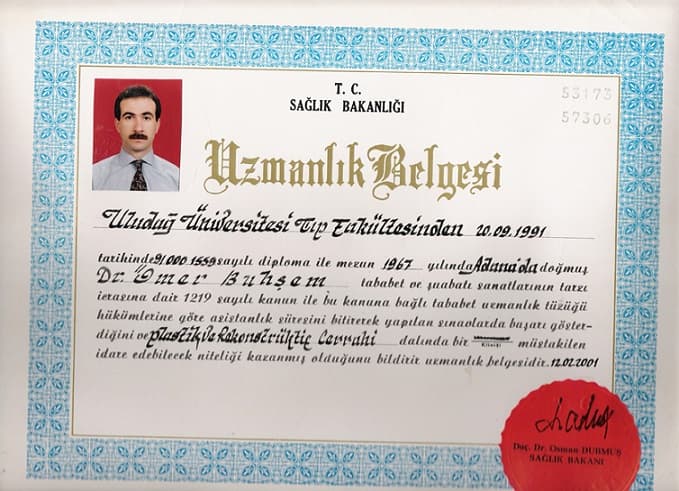 T. C.
SAĞLIK BAKANLIĞI
53173
57306
Uzmanlık Belgesi
Uludağ Üniversitesi Tıp Fakültesinden 20.09.1991
tarihinde 91000 1559 sayılı diploma ile mezun 1967 yılında Adana'da doğmuş
Dr. Ömer Buhşem tababet ve şuabatı sanatlarının tarzı
icrasına dair 1219 sayılı kanun ile bu kanuna bağlı tababet uzmanlık tüzüğü
hükümlerine göre asistanlık süresini bitirerek yapılan sınavlarda başarı göster-
diğini ve Plastik ve Rekonstrüktif Cerrahi dalında bir müstakilen
idare edebilecek niteliği kazanmış olduğunu bildirir uzmanlık belgesidir. 12.02.2001
Doç. Dr. Osman DURMUŞ
SAĞLIK BAKANI